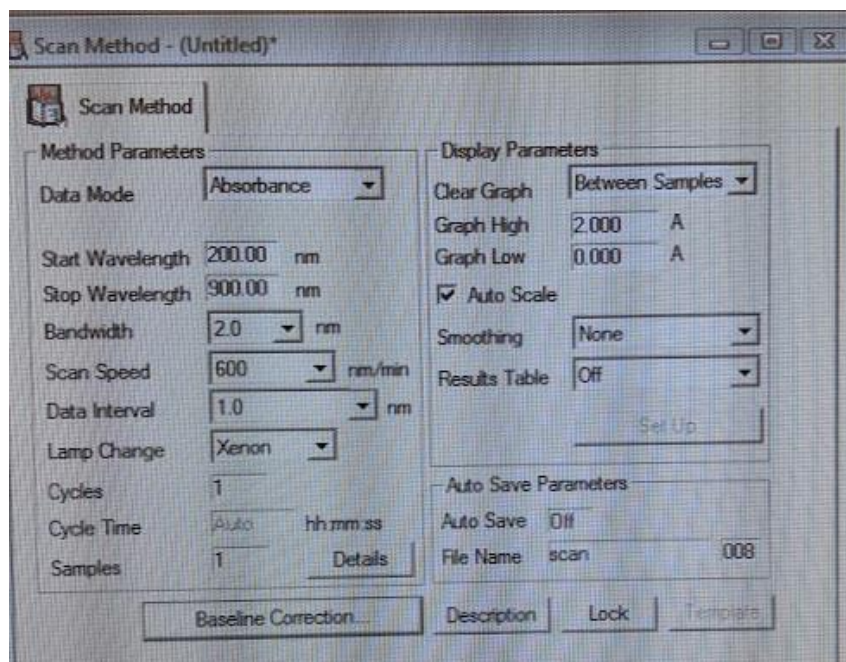 Scan Method - (Untitled)*
Scan Method
Method Parameters
Data Mode Absorbance
Start Wavelength 200.00 nm
Stop Wavelength 900.00 nm
Bandwidth 2.0 nm
Scan Speed 600 nm/min
Data Interval 1.0 nm
Lamp Change Xenon
Cycles 1
Cycle Time Auto hh:mm:ss
Samples 1 Details
Display Parameters
Clear Graph Between Samples
Graph High 2.000 A
Graph Low 0.000 A
Auto Scale
Smoothing None
Results Table Off
Set Up
Auto Save Parameters
Auto Save Off
File Name scan 008
Baseline Correction... Description Lock Template